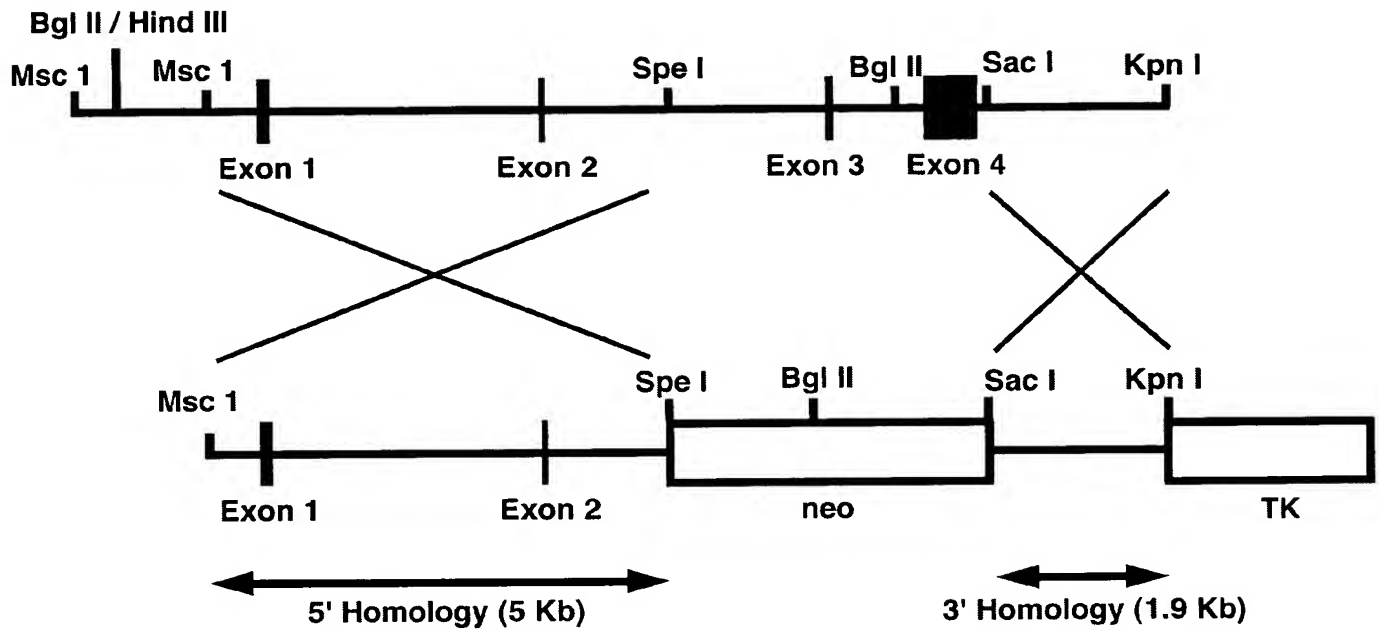 Bgl II / Hind III
Msc 1
Msc 1
Spe I
Bgl II
Sac I
Kpn I
Exon 1
Exon 2
Exon 3
Exon 4
Msc 1
Spe I
Bgl II
Sac I
Kpn I
Exon 1
Exon 2
neo
TK
5' Homology (5 Kb)
3' Homology (1.9 Kb)